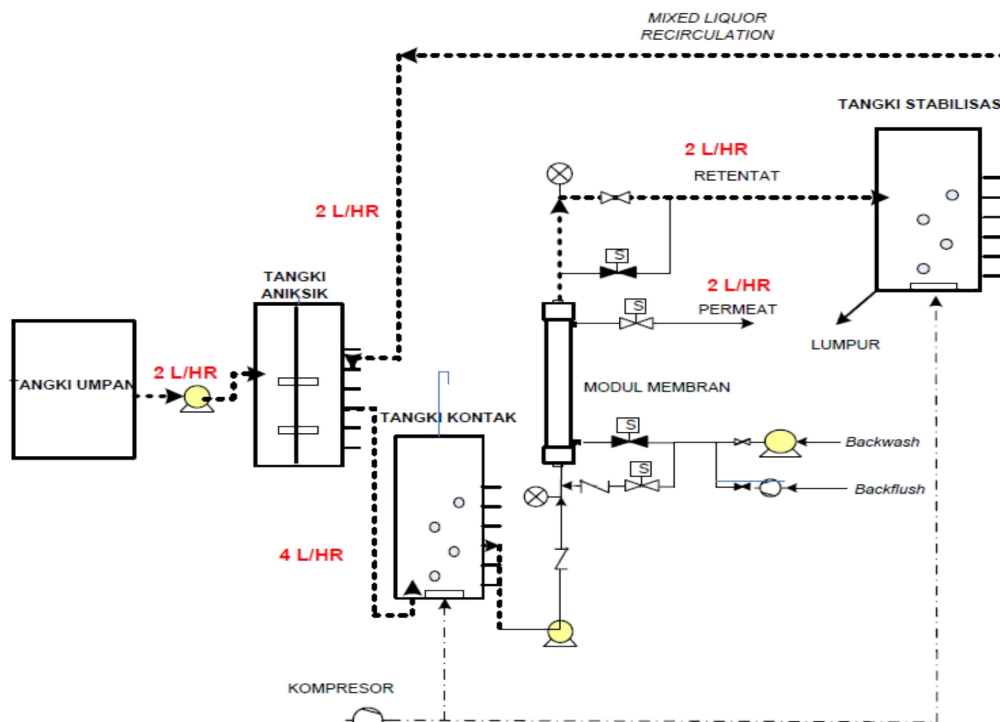 MIXED LIQUOR
RECIRCULATION
TANGKI STABILISAS
2 L/HR
RETENTAT
2 L/HR
S
TANGKI
ANIKSIK
2 L/HR
PERMEAT
S
LUMPUR
TANGKI UMPAN
2 L/HR
MODUL MEMBRAN
TANGKI KONTAK
S
Backwash
S
Backflush
4 L/HR
KOMPRESOR